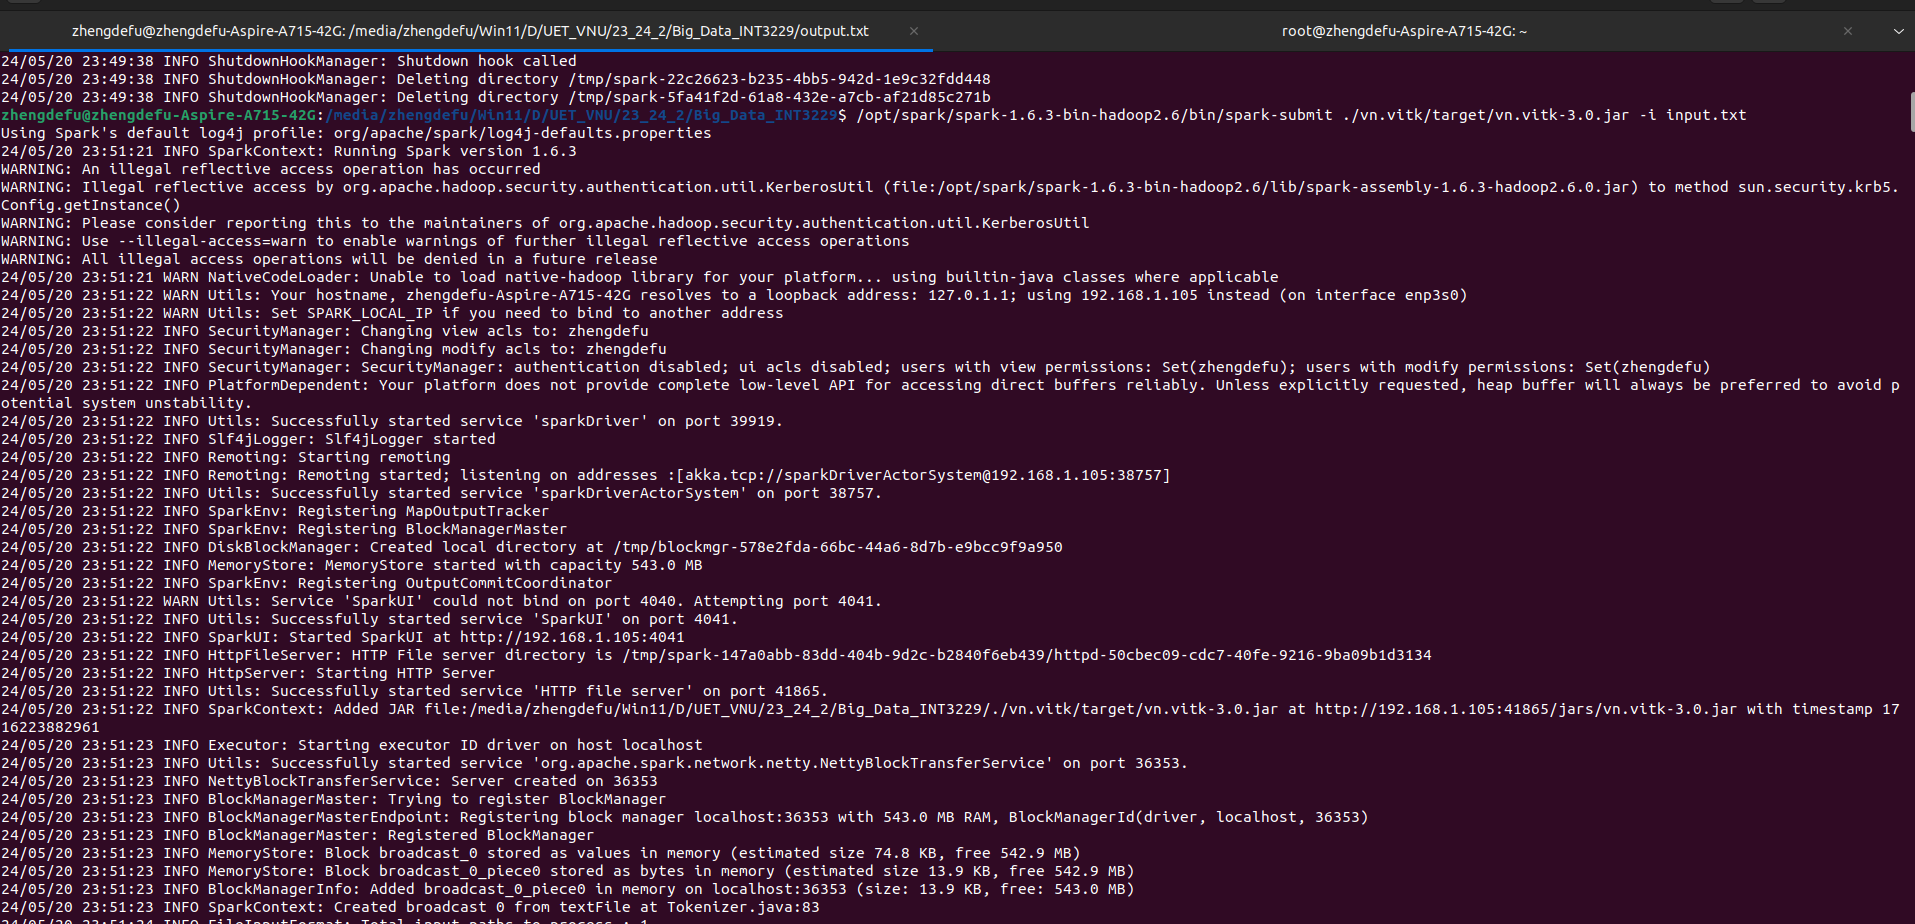 zhengdefu@zhengdefu-Aspire-A715-42G: /media/zhengdefu/Win11/D/UET_VNU/23_24_2/Big_Data_INT3229/output.txt
root@zhengdefu-Aspire-A715-42G: ~
24/05/20 23:49:38 INFO ShutdownHookManager: Shutdown hook called
24/05/20 23:49:38 INFO ShutdownHookManager: Deleting directory /tmp/spark-22c26623-b235-4bb5-942d-1e9c32fdd448
24/05/20 23:49:38 INFO ShutdownHookManager: Deleting directory /tmp/spark-5fa41f2d-61a8-432e-a7cb-af21d85c271b
zhengdefu@zhengdefu-Aspire-A715-42G:/media/zhengdefu/Win11/D/UET_VNU/23_24_2/Big_Data_INT3229$ /opt/spark/spark-1.6.3-bin-hadoop2.6/bin/spark-submit ./vn.vitk/target/vn.vitk-3.0.jar -i input.txt
Using Spark's default log4j profile: org/apache/spark/log4j-defaults.properties
24/05/20 23:51:21 INFO SparkContext: Running Spark version 1.6.3
WARNING: An illegal reflective access operation has occurred
WARNING: Illegal reflective access by org.apache.hadoop.security.authentication.util.KerberosUtil (file:/opt/spark/spark-1.6.3-bin-hadoop2.6/lib/spark-assembly-1.6.3-hadoop2.6.0.jar) to method sun.security.krb5.
Config.getInstance()
WARNING: Please consider reporting this to the maintainers of org.apache.hadoop.security.authentication.util.KerberosUtil
WARNING: Use --illegal-access=warn to enable warnings of further illegal reflective access operations
WARNING: All illegal access operations will be denied in a future release
24/05/20 23:51:21 WARN NativeCodeLoader: Unable to load native-hadoop library for your platform... using builtin-java classes where applicable
24/05/20 23:51:22 WARN Utils: Your hostname, zhengdefu-Aspire-A715-42G resolves to a loopback address: 127.0.1.1; using 192.168.1.105 instead (on interface enp3s0)
24/05/20 23:51:22 WARN Utils: Set SPARK_LOCAL_IP if you need to bind to another address
24/05/20 23:51:22 INFO SecurityManager: Changing view acls to: zhengdefu
24/05/20 23:51:22 INFO SecurityManager: Changing modify acls to: zhengdefu
24/05/20 23:51:22 INFO SecurityManager: SecurityManager: authentication disabled; ui acls disabled; users with view permissions: Set(zhengdefu); users with modify permissions: Set(zhengdefu)
24/05/20 23:51:22 INFO PlatformDependent: Your platform does not provide complete low-level API for accessing direct buffers reliably. Unless explicitly requested, heap buffer will always be preferred to avoid p
otential system unstability.
24/05/20 23:51:22 INFO Utils: Successfully started service 'sparkDriver' on port 39919.
24/05/20 23:51:22 INFO Slf4jLogger: Slf4jLogger started
24/05/20 23:51:22 INFO Remoting: Starting remoting
24/05/20 23:51:22 INFO Remoting: Remoting started; listening on addresses :[akka.tcp://sparkDriverActorSystem@192.168.1.105:38757]
24/05/20 23:51:22 INFO Utils: Successfully started service 'sparkDriverActorSystem' on port 38757.
24/05/20 23:51:22 INFO SparkEnv: Registering MapOutputTracker
24/05/20 23:51:22 INFO SparkEnv: Registering BlockManagerMaster
24/05/20 23:51:22 INFO DiskBlockManager: Created local directory at /tmp/blockmgr-578e2fda-66bc-44a6-8d7b-e9bcc9f9a950
24/05/20 23:51:22 INFO MemoryStore: MemoryStore started with capacity 543.0 MB
24/05/20 23:51:22 INFO SparkEnv: Registering OutputCommitCoordinator
24/05/20 23:51:22 WARN Utils: Service 'SparkUI' could not bind on port 4040. Attempting port 4041.
24/05/20 23:51:22 INFO Utils: Successfully started service 'SparkUI' on port 4041.
24/05/20 23:51:22 INFO SparkUI: Started SparkUI at http://192.168.1.105:4041
24/05/20 23:51:22 INFO HttpFileServer: HTTP File server directory is /tmp/spark-147a0abb-83dd-404b-9d2c-b2840f6eb439/httpd-50cbec09-cdc7-40fe-9216-9ba09b1d3134
24/05/20 23:51:22 INFO HttpServer: Starting HTTP Server
24/05/20 23:51:22 INFO Utils: Successfully started service 'HTTP file server' on port 41865.
24/05/20 23:51:22 INFO SparkContext: Added JAR file:/media/zhengdefu/Win11/D/UET_VNU/23_24_2/Big_Data_INT3229/./vn.vitk/target/vn.vitk-3.0.jar at http://192.168.1.105:41865/jars/vn.vitk-3.0.jar with timestamp 17
16223882961
24/05/20 23:51:23 INFO Executor: Starting executor ID driver on host localhost
24/05/20 23:51:23 INFO Utils: Successfully started service 'org.apache.spark.network.netty.NettyBlockTransferService' on port 36353.
24/05/20 23:51:23 INFO NettyBlockTransferService: Server created on 36353
24/05/20 23:51:23 INFO BlockManagerMaster: Trying to register BlockManager
24/05/20 23:51:23 INFO BlockManagerMasterEndpoint: Registering block manager localhost:36353 with 543.0 MB RAM, BlockManagerId(driver, localhost, 36353)
24/05/20 23:51:23 INFO BlockManagerMaster: Registered BlockManager
24/05/20 23:51:23 INFO MemoryStore: Block broadcast_0 stored as values in memory (estimated size 74.8 KB, free 542.9 MB)
24/05/20 23:51:23 INFO MemoryStore: Block broadcast_0_piece0 stored as bytes in memory (estimated size 13.9 KB, free 542.9 MB)
24/05/20 23:51:23 INFO BlockManagerInfo: Added broadcast_0_piece0 in memory on localhost:36353 (size: 13.9 KB, free: 543.0 MB)
24/05/20 23:51:23 INFO SparkContext: Created broadcast 0 from textFile at Tokenizer.java:83
24/05/20 23:51:24 INFO FileInputFormat: Total input paths to process : 1